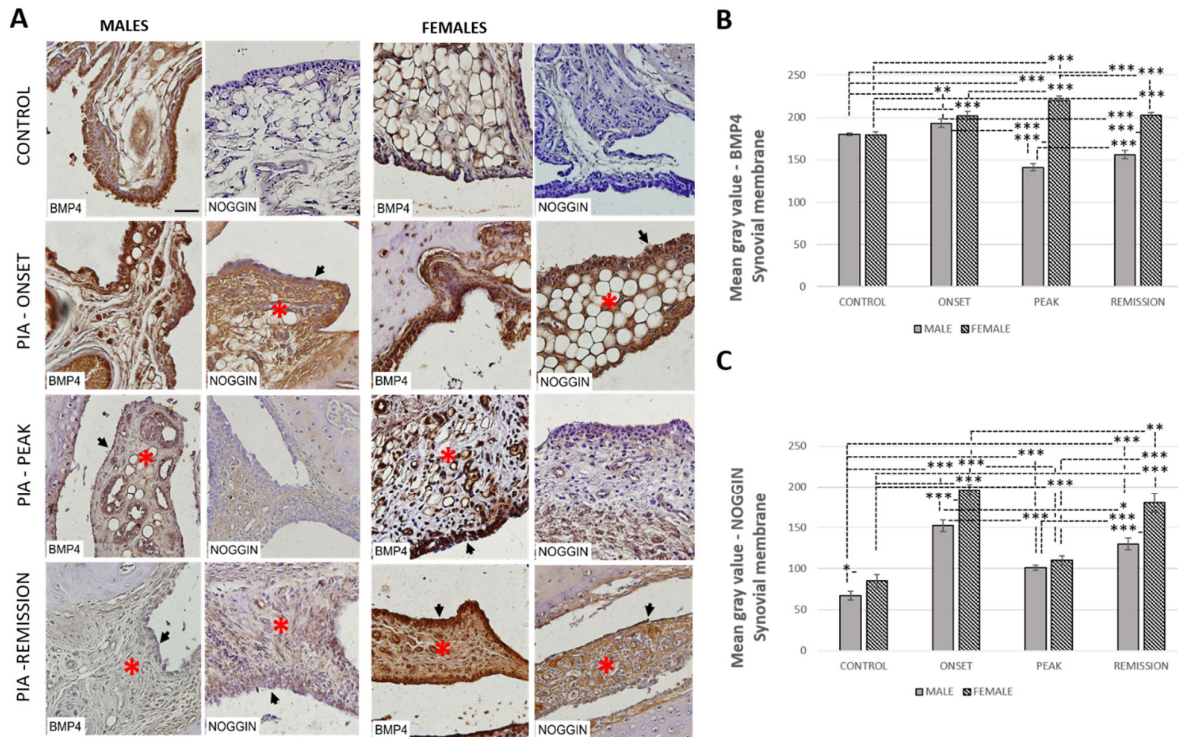 A
MALES
FEMALES
CONTROL
BMP4
NOGGIN
BMP4
NOGGIN
PIA - ONSET
BMP4
NOGGIN
BMP4
NOGGIN
PIA - PEAK
BMP4
NOGGIN
BMP4
NOGGIN
PIA -REMISSION
BMP4
NOGGIN
BMP4
NOGGIN
B
Mean gray value - BMP4
Synovial membrane
250
200
150
100
50
0
***
***
***
***
**
***
***
***
***
***
***
***
CONTROL
ONSET
PEAK
REMISSION
MALE
FEMALE
C
Mean gray value - NOGGIN
Synovial membrane
250
200
150
100
50
0
**
***
***
***
***
***
***
***
*
***
***
***
*
CONTROL
ONSET
PEAK
REMISSION
MALE
FEMALE